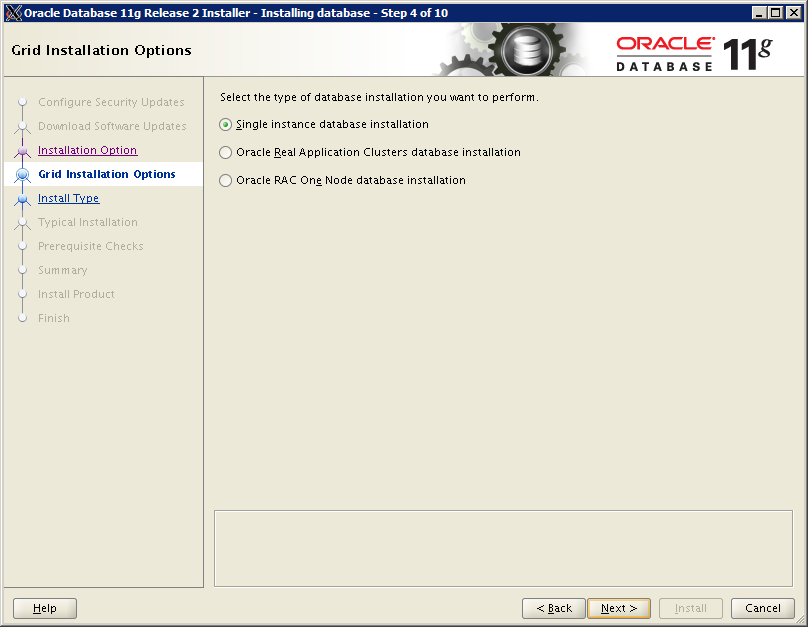 Oracle Database 11g Release 2 Installer - Installing database - Step 4 of 10
Grid Installation Options
ORACLE®
DATABASE
11g
Configure Security Updates
Download Software Updates
Installation Option
Grid Installation Options
Install Type
Typical Installation
Prerequisite Checks
Summary
Install Product
Finish
Select the type of database installation you want to perform.
Single instance database installation
Oracle Real Application Clusters database installation
Oracle RAC One Node database installation
Help
< Back
Next >
Install
Cancel